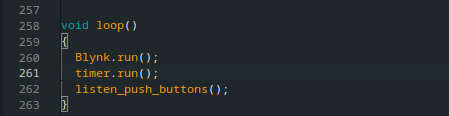 257
258 void loop()
259 {
260   Blynk.run();
261   timer.run();
262   listen_push_buttons();
263 }